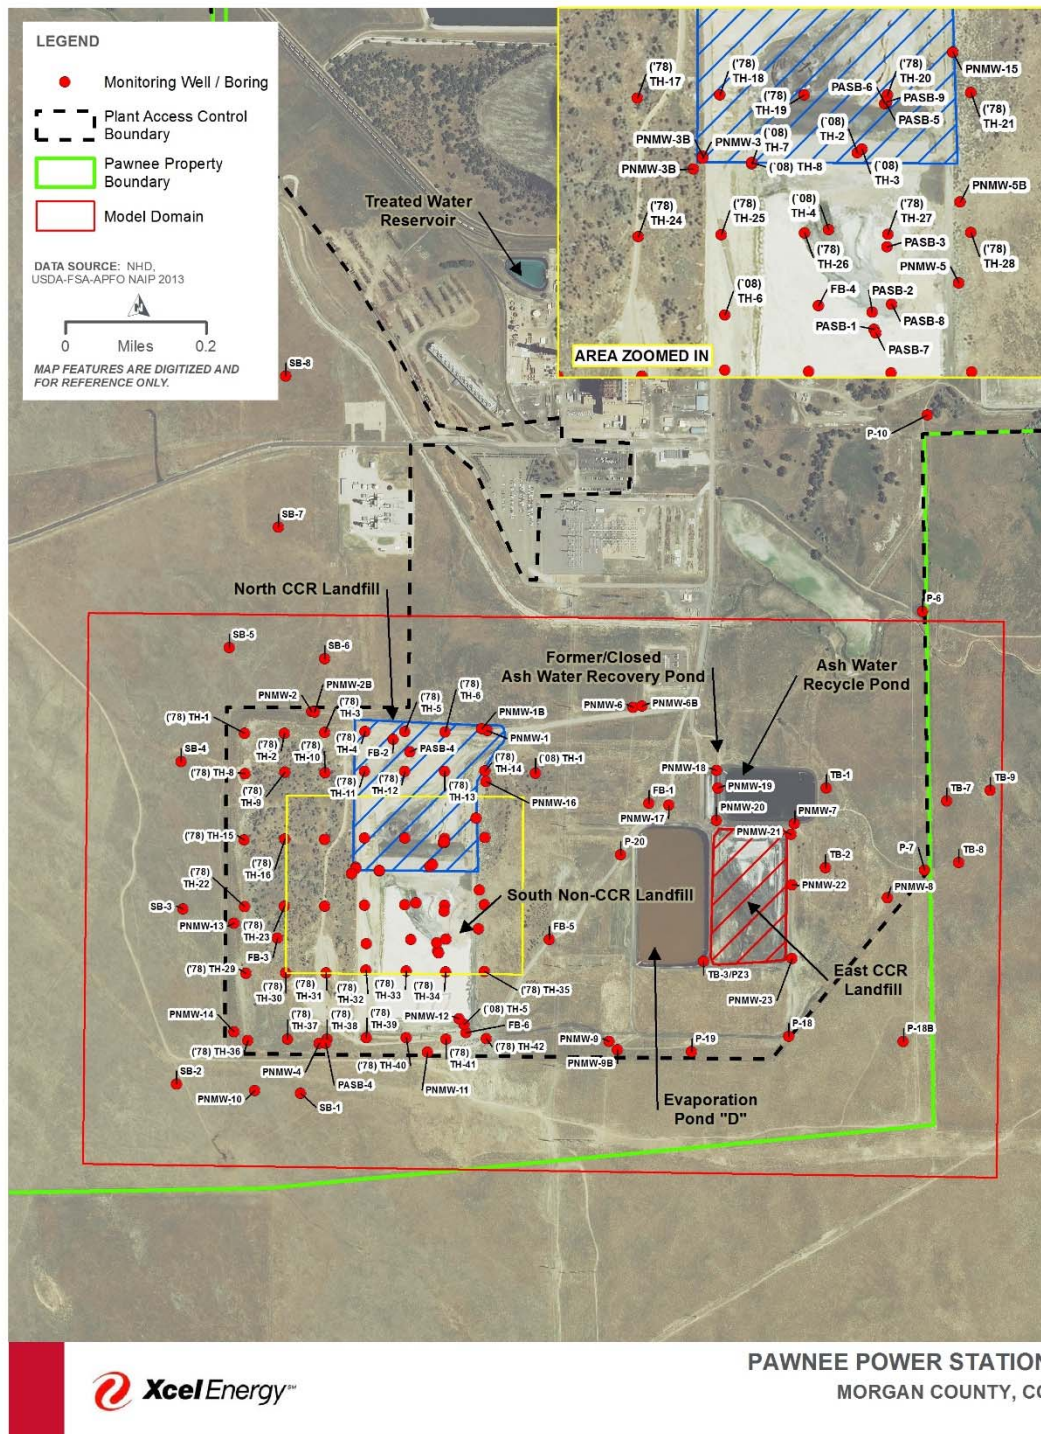 LEGEND
Monitoring Well / Boring
Plant Access Control
Boundary
Pawnee Property
Boundary
Model Domain
DATA SOURCE: NHD,
USDA-FSA-APFO NAIP 2013
0 Miles 0.2
MAP FEATURES ARE DIGITIZED AND
FOR REFERENCE ONLY.
('78)
TH-17
('78)
TH-18
('78)
TH-19
PASB-6
('78)
TH-20
PASB-9
PASB-5
PNMW-15
('78)
TH-21
PNMW-3B
PNMW-3
(`08)
TH-7
(`08) TH-8
(`08)
TH-2
(`08)
TH-3
PNMW-3B
('78)
TH-24
('78)
TH-25
(`08)
TH-4
('78)
TH-26
('78)
TH-27
PASB-3
PNMW-5B
('78)
TH-28
PNMW-5
(`08)
TH-6
FB-4
PASB-2
PASB-8
PASB-1
PASB-7
AREA ZOOMED IN
Treated Water
Reservoir
SB-8
P-10
SB-7
North CCR Landfill
P-6
SB-5
SB-6
Former/Closed
Ash Water Recovery Pond
Ash Water
Recycle Pond
PNMW-2
PNMW-2B
('78)
TH-3
('78)
TH-5
('78)
TH-6
PNMW-1B
PNMW-1
PNMW-6
PNMW-6B
('78) TH-1
('78)
TH-2
('78)
TH-10
('78)
TH-4
FB-2
PASB-4
('78)
TH-14
(`08) TH-1
SB-4
('78) TH-8
('78)
TH-9
('78)
TH-11
('78)
TH-12
('78)
TH-13
PNMW-16
PNMW-18
PNMW-19
TB-1
TB-7
TB-9
FB-1
PNMW-17
PNMW-20
PNMW-7
PNMW-21
('78) TH-15
('78)
TH-16
P-20
TB-2
P-7
TB-8
('78)
TH-22
PNMW-22
PNMW-8
SB-3
PNMW-13
('78)
TH-23
South Non-CCR Landfill
FB-3
FB-5
('78) TH-29
('78)
TH-30
('78)
TH-31
('78)
TH-32
('78)
TH-33
('78)
TH-34
('78) TH-35
TB-3/PZ3
PNMW-23
East CCR
Landfill
PNMW-14
('78)
TH-37
('78)
TH-38
('78)
TH-39
PNMW-12
(`08) TH-5
FB-6
('78) TH-36
PNMW-4
PASB-4
('78) TH-40
PNMW-11
('78)
TH-41
('78) TH-42
PNMW-9
PNMW-9B
P-19
P-18
P-18B
SB-2
PNMW-10
SB-1
Evaporation
Pond "D"
Xcel Energy℠
PAWNEE POWER STATION
MORGAN COUNTY, CO